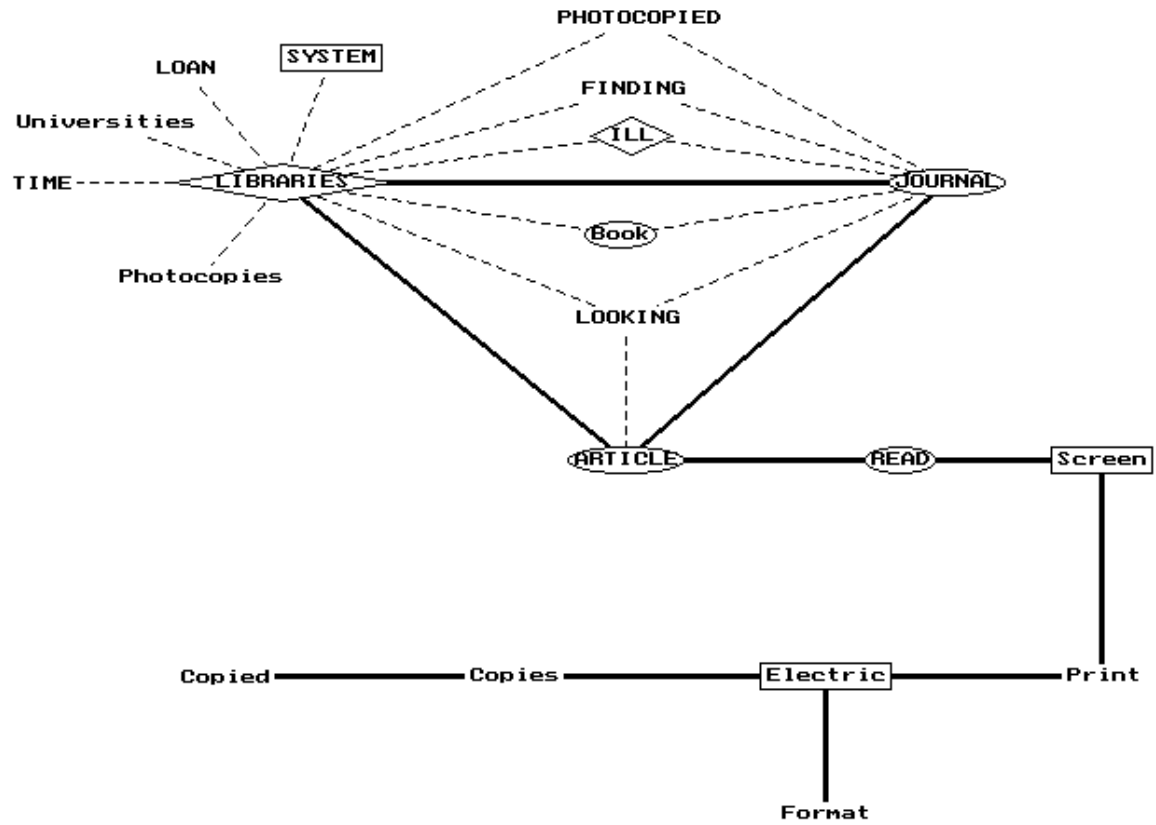 PHOTOCOPIED
SYSTEM
LOAN
FINDING
Universities
ILL
TIME
LIBRARIES
JOURNAL
Book
Photocopies
LOOKING
ARTICLE
READ
Screen
Copied
Copies
Electric
Print
Format